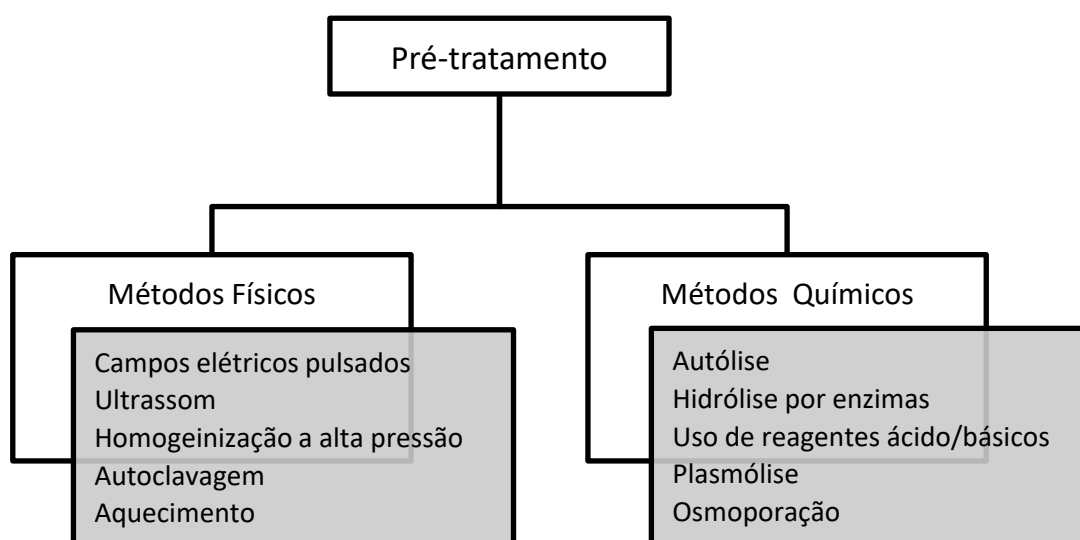 Pré-tratamento
Métodos Físicos
Campos elétricos pulsados
Ultrassom
Homogeinização a alta pressão
Autoclavagem
Aquecimento
Métodos Químicos
Autólise
Hidrólise por enzimas
Uso de reagentes ácido/básicos
Plasmólise
Osmoporação